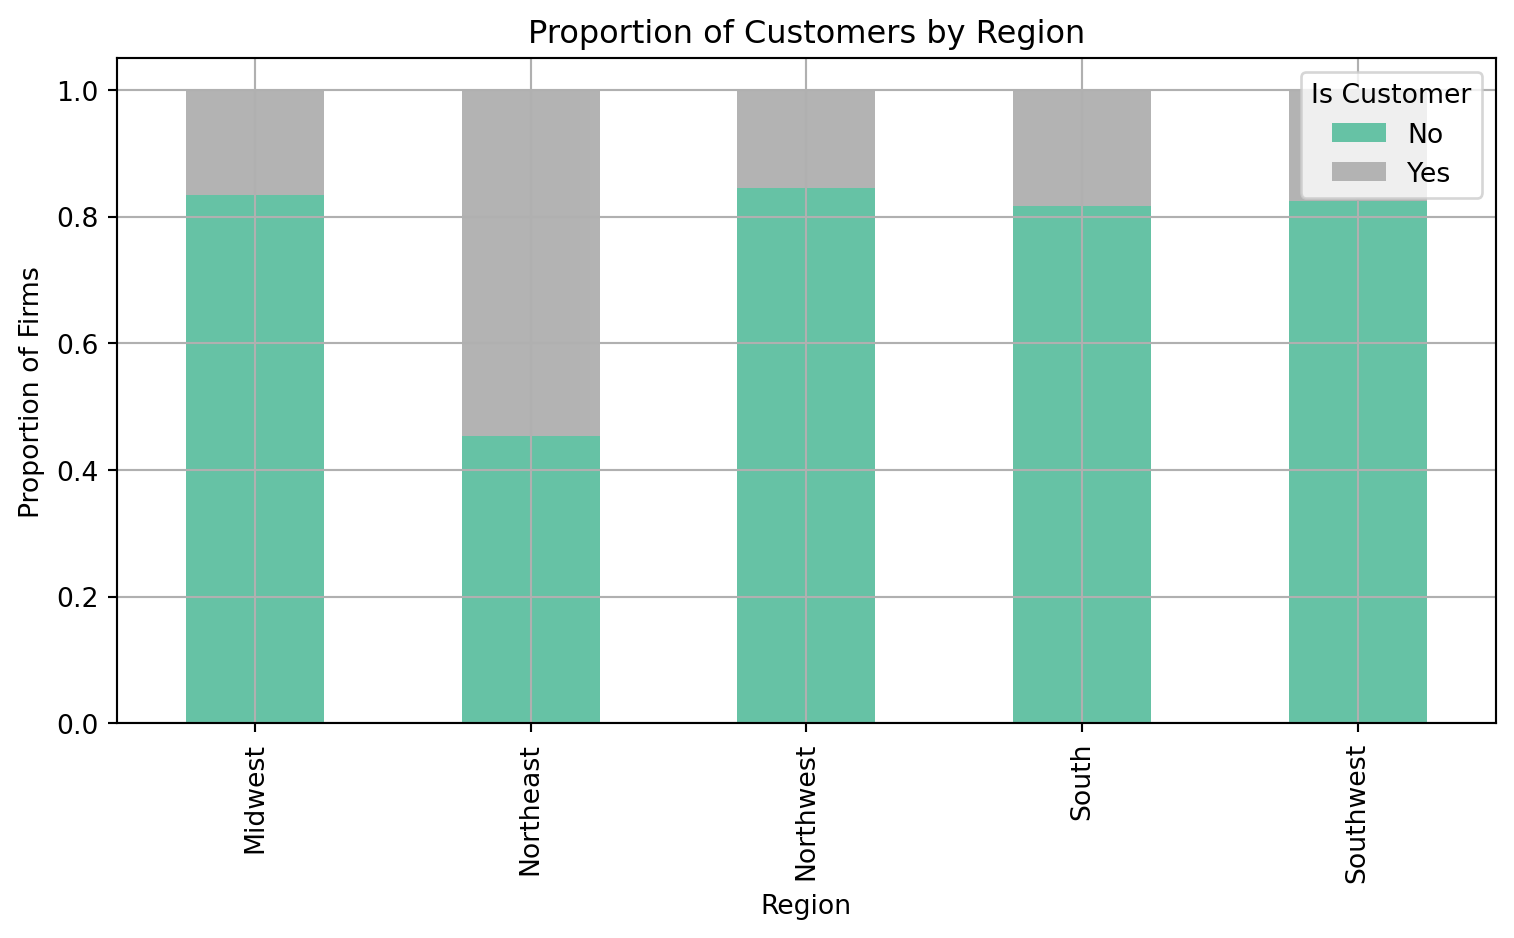 Proportion of Customers by Region
Is Customer
No
Yes
1.0
0.8
0.6
0.4
0.2
0.0
Proportion of Firms
Midwest
Northeast
Northwest
South
Southwest
Region